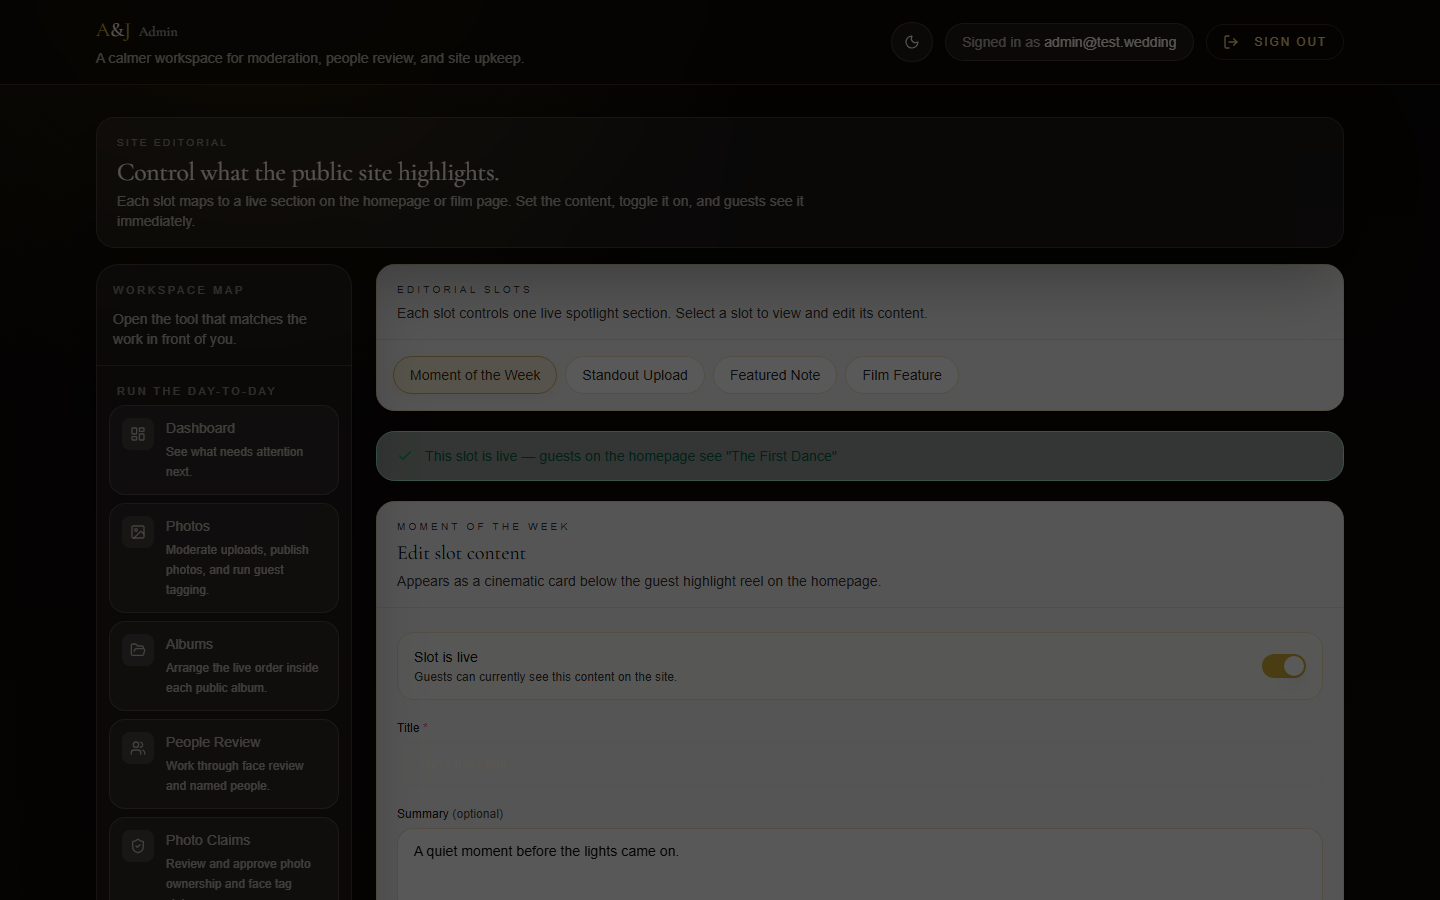 A&J Admin
A calmer workspace for moderation, people review, and site upkeep.
Signed in as admin@test.wedding
SIGN OUT
SITE EDITORIAL
Control what the public site highlights.
Each slot maps to a live section on the homepage or film page. Set the content, toggle it on, and guests see it
immediately.
WORKSPACE MAP
Open the tool that matches the
work in front of you.
RUN THE DAY-TO-DAY
Dashboard
See what needs attention
next.
Photos
Moderate uploads, publish
photos, and run guest
tagging.
Albums
Arrange the live order inside
each public album.
People Review
Work through face review
and named people.
Photo Claims
Review and approve photo
ownership and face tag
EDITORIAL SLOTS
Each slot controls one live spotlight section. Select a slot to view and edit its content.
Moment of the Week
Standout Upload
Featured Note
Film Feature
This slot is live — guests on the homepage see "The First Dance"
MOMENT OF THE WEEK
Edit slot content
Appears as a cinematic card below the guest highlight reel on the homepage.
Slot is live
Guests can currently see this content on the site.
Title *
Summary (optional)
A quiet moment before the lights came on.